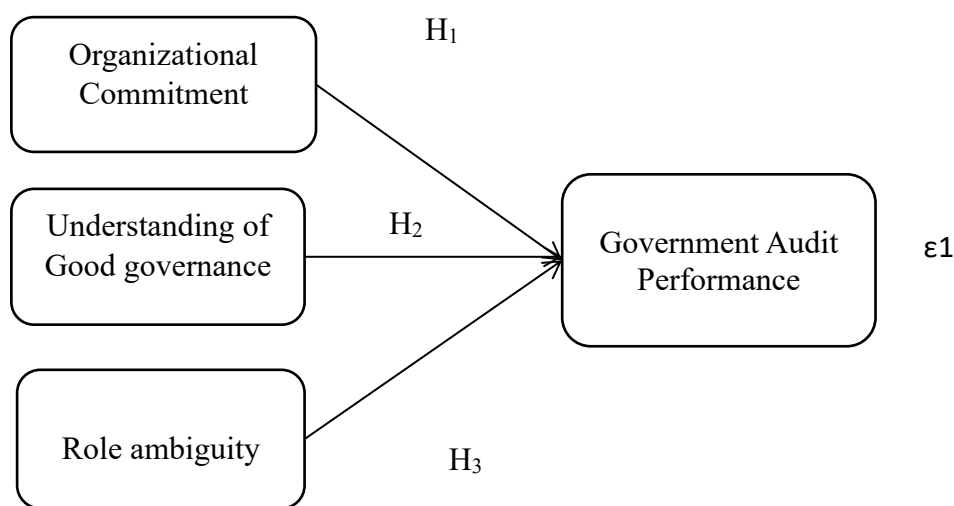 Organizational
Commitment
H₁
Understanding of
Good governance
H₂
Role ambiguity
H₃
Government Audit
Performance
ε1